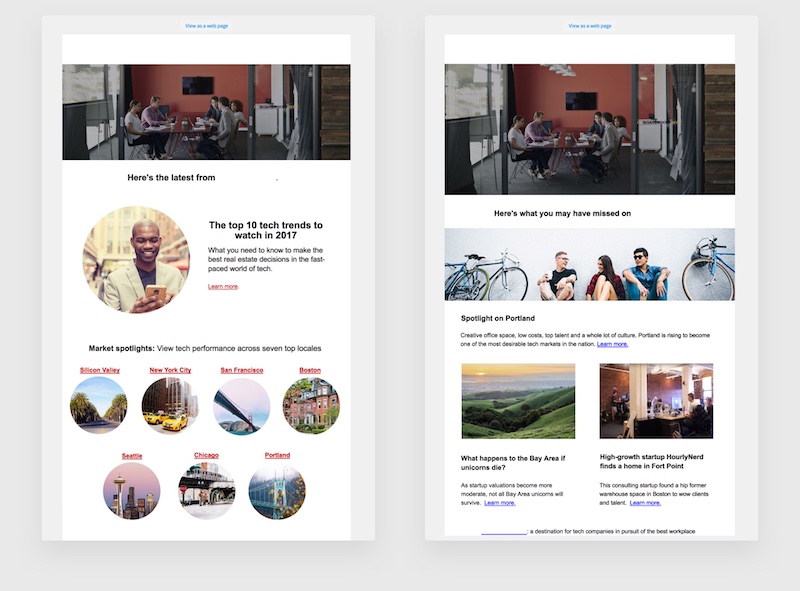 View as a web page
Here's the latest from
The top 10 tech trends to
watch in 2017
What you need to know to make the
best real estate decisions in the fast-
paced world of tech.
Learn more.
Market spotlights: View tech performance across seven top locales
Silicon Valley
New York City
San Francisco
Boston
Seattle
Chicago
Portland
View as a web page
Here's what you may have missed on
Spotlight on Portland
Creative office space, low costs, top talent and a whole lot of culture. Portland is rising to become
one of the most desirable tech markets in the nation. Learn more.
What happens to the Bay Area if
unicorns die?
As startup valuations become more
moderate, not all Bay Area unicorns will
survive. Learn more.
High-growth startup HourlyNerd
finds a home in Fort Point
This consulting startup found a hip former
warehouse space in Boston to wow clients
and talent. Learn more.
: a destination for tech companies in pursuit of the best workplace